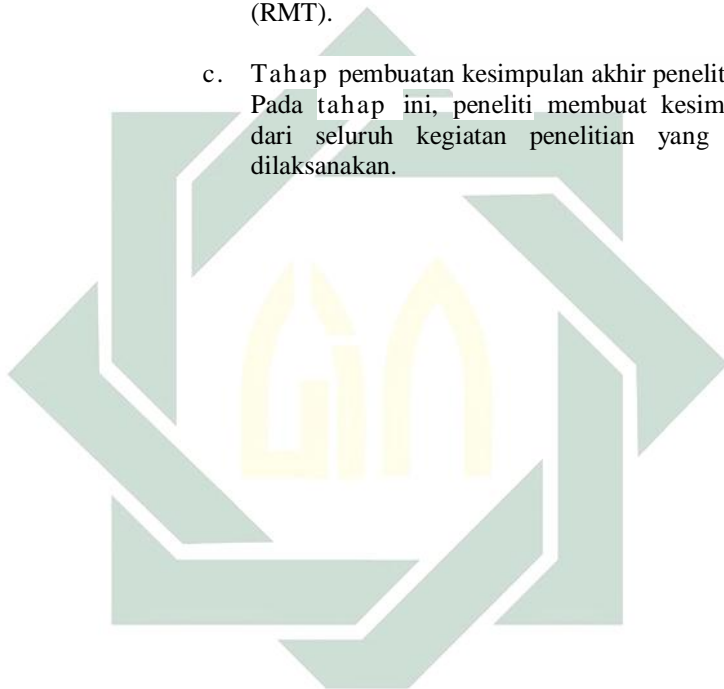 (RMT).
c. Tahap pembuatan kesimpulan akhir penelit
Pada tahap ini, peneliti membuat kesim
dari seluruh kegiatan penelitian yang
dilaksanakan.